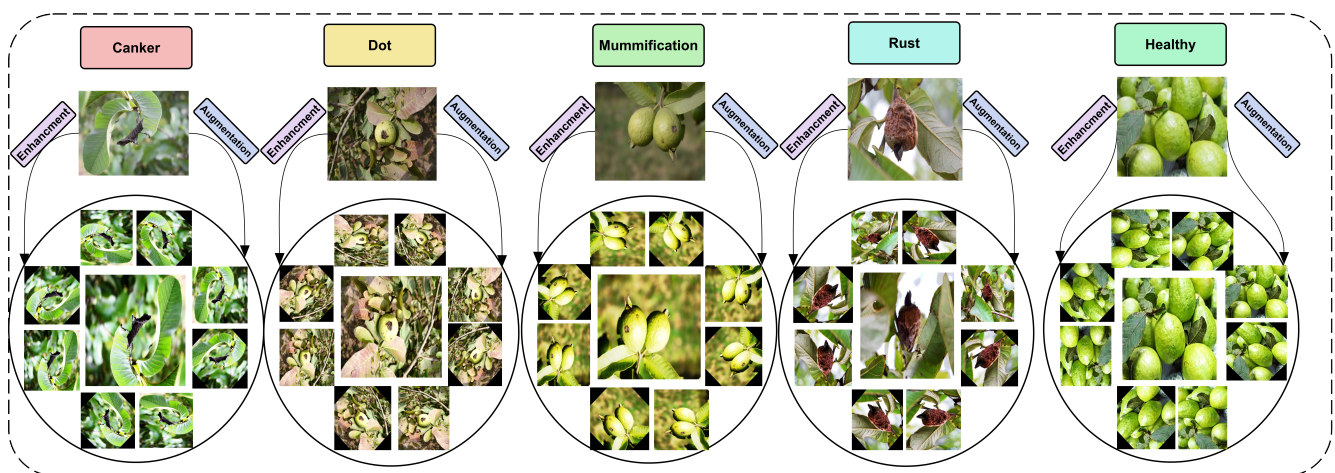 Canker
Dot
Mummification
Rust
Healthy
Enhancment
Augmentation
Enhancment
Augmentation
Enhancment
Augmentation
Enhancment
Augmentation
Enhancment
Augmentation